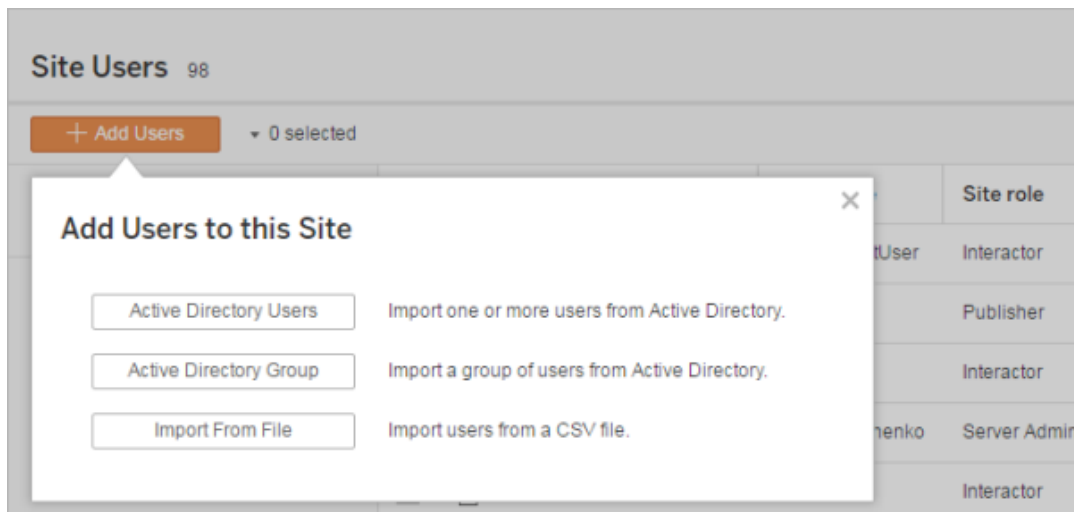 Site Users 98
+ Add Users 0 selected
Site role
Add Users to this Site
Interactor
Active Directory Users Import one or more users from Active Directory.
Publisher
Active Directory Group Import a group of users from Active Directory.
Interactor
Import From File Import users from a CSV file.
Server Admin
Interactor